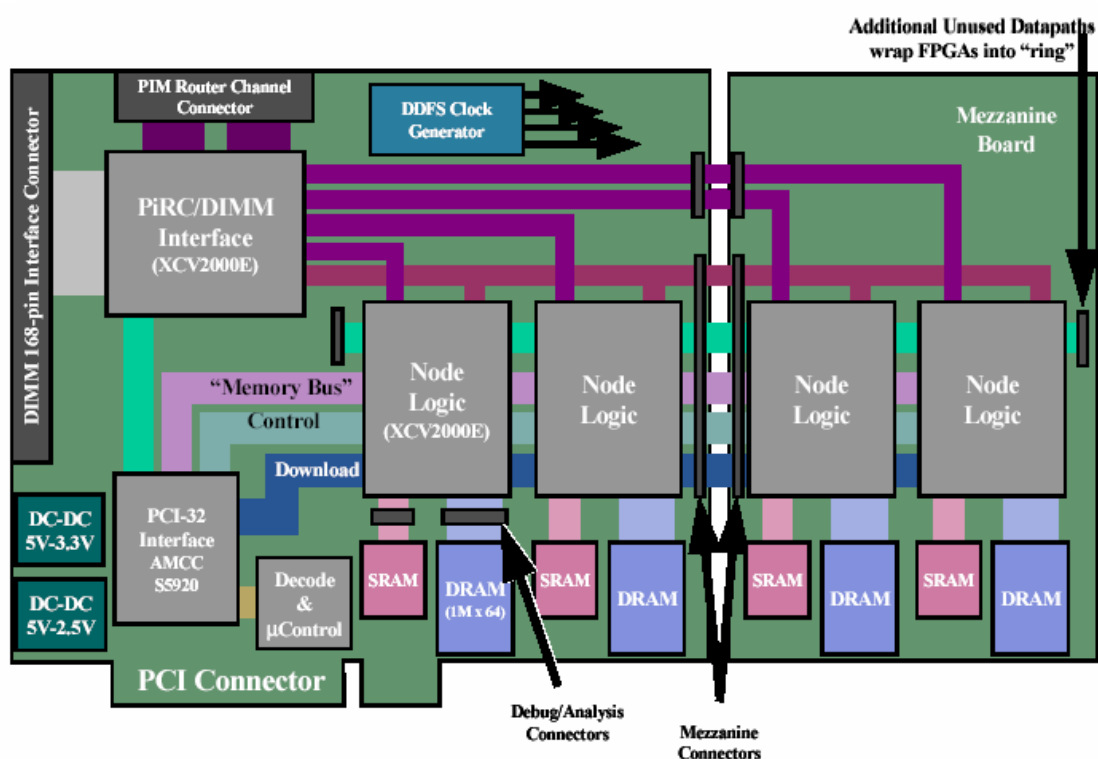 Additional Unused Datapaths
wrap FPGAs into “ring”
PIM Router Channel
Connector
DDFS Clock
Generator
Mezzanine
Board
DIMM 168-pin Interface Connector
PiRC/DIMM
Interface
(XCV2000E)
“Memory Bus”
Control
Download
Node
Logic
(XCV2000E)
Node
Logic
Node
Logic
Node
Logic
DC-DC
5V-3.3V
DC-DC
5V-2.5V
PCI-32
Interface
AMCC
S5920
Decode
&
μControl
SRAM
DRAM
(1M x 64)
SRAM
DRAM
SRAM
DRAM
SRAM
DRAM
PCI Connector
Debug/Analysis
Connectors
Mezzanine
Connectors